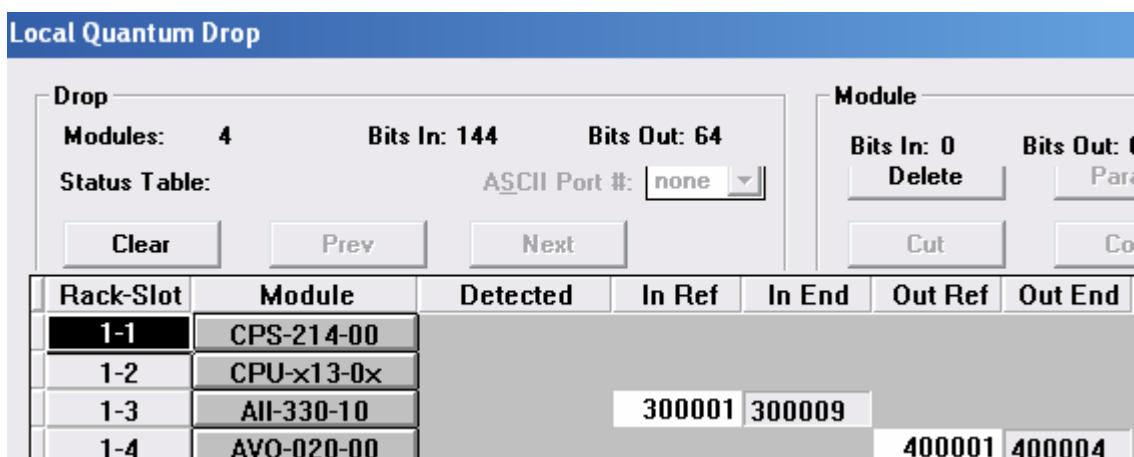 Local Quantum Drop
Drop Module
Modules: 4 Bits In: 144 Bits Out: 64 Bits In: 0 Bits Out:
Status Table: ASCII Port #: none Delete
Clear Prev Next Cut
Rack-Slot Module Detected In Ref In End Out Ref Out End
1-1 CPS-214-00
1-2 CPU-x13-0x
1-3 AII-330-10 300001 300009
1-4 AVO-020-00 400001 400004